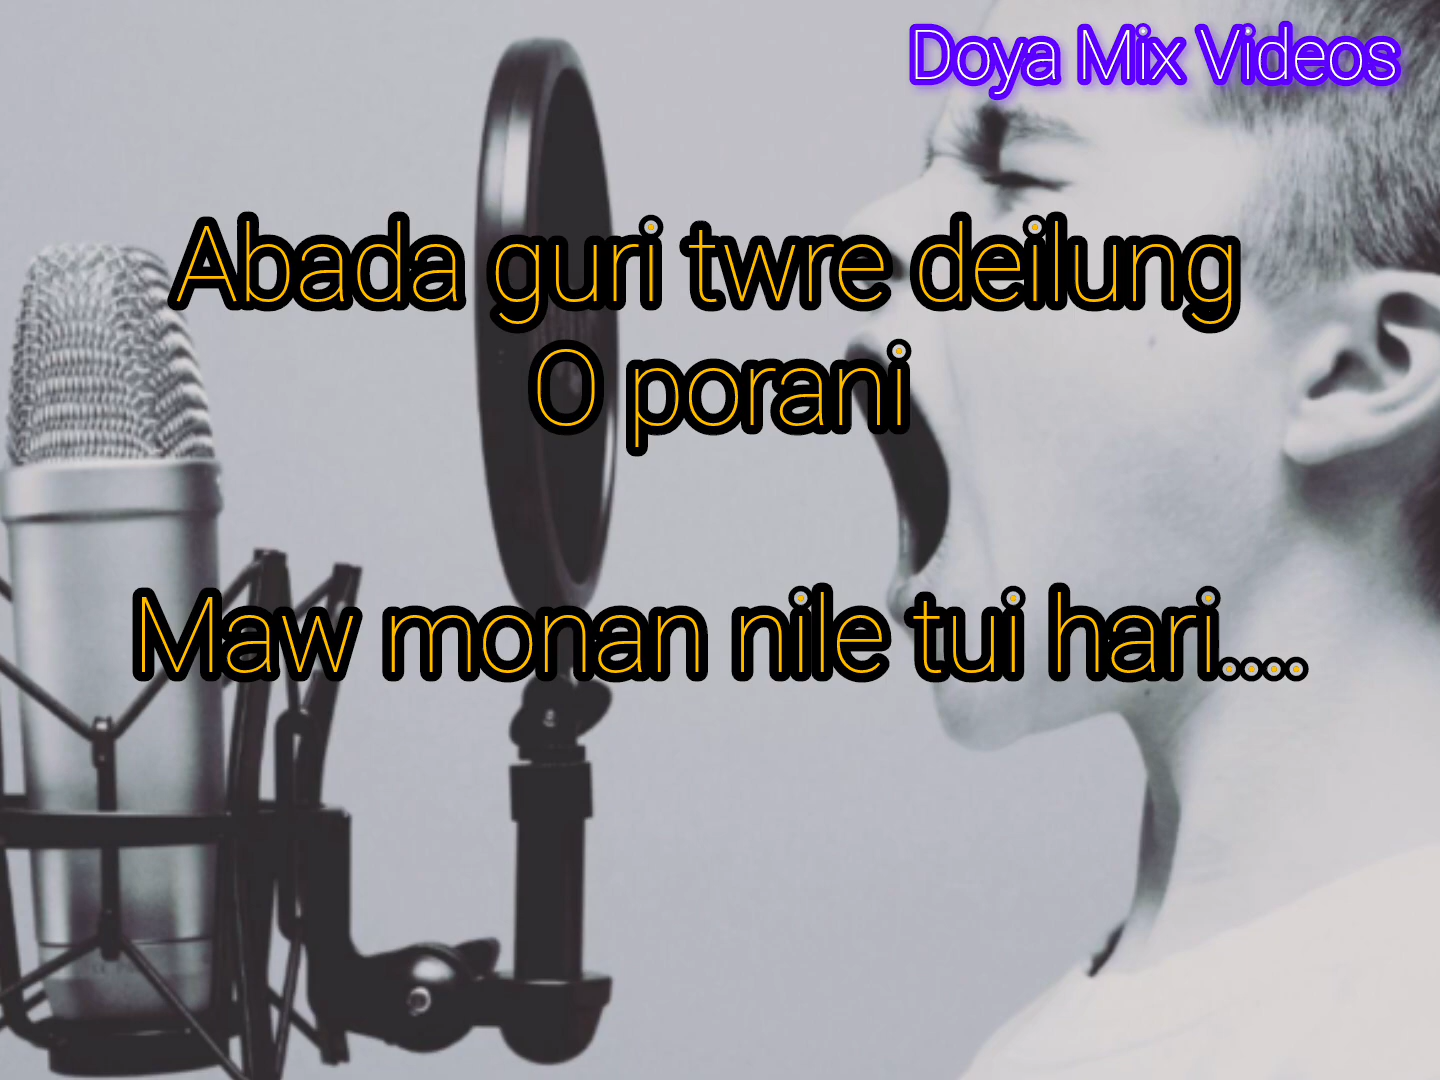 Doya Mix Videos
Abada guri twre deilung
O porani
Maw monan nile tui hari....